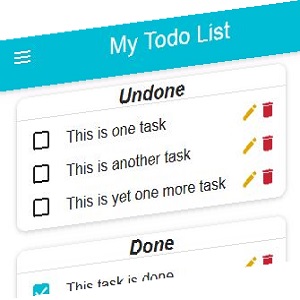 My Todo List
Undone
This is one task
This is another task
This is yet one more task
Done
This task is done